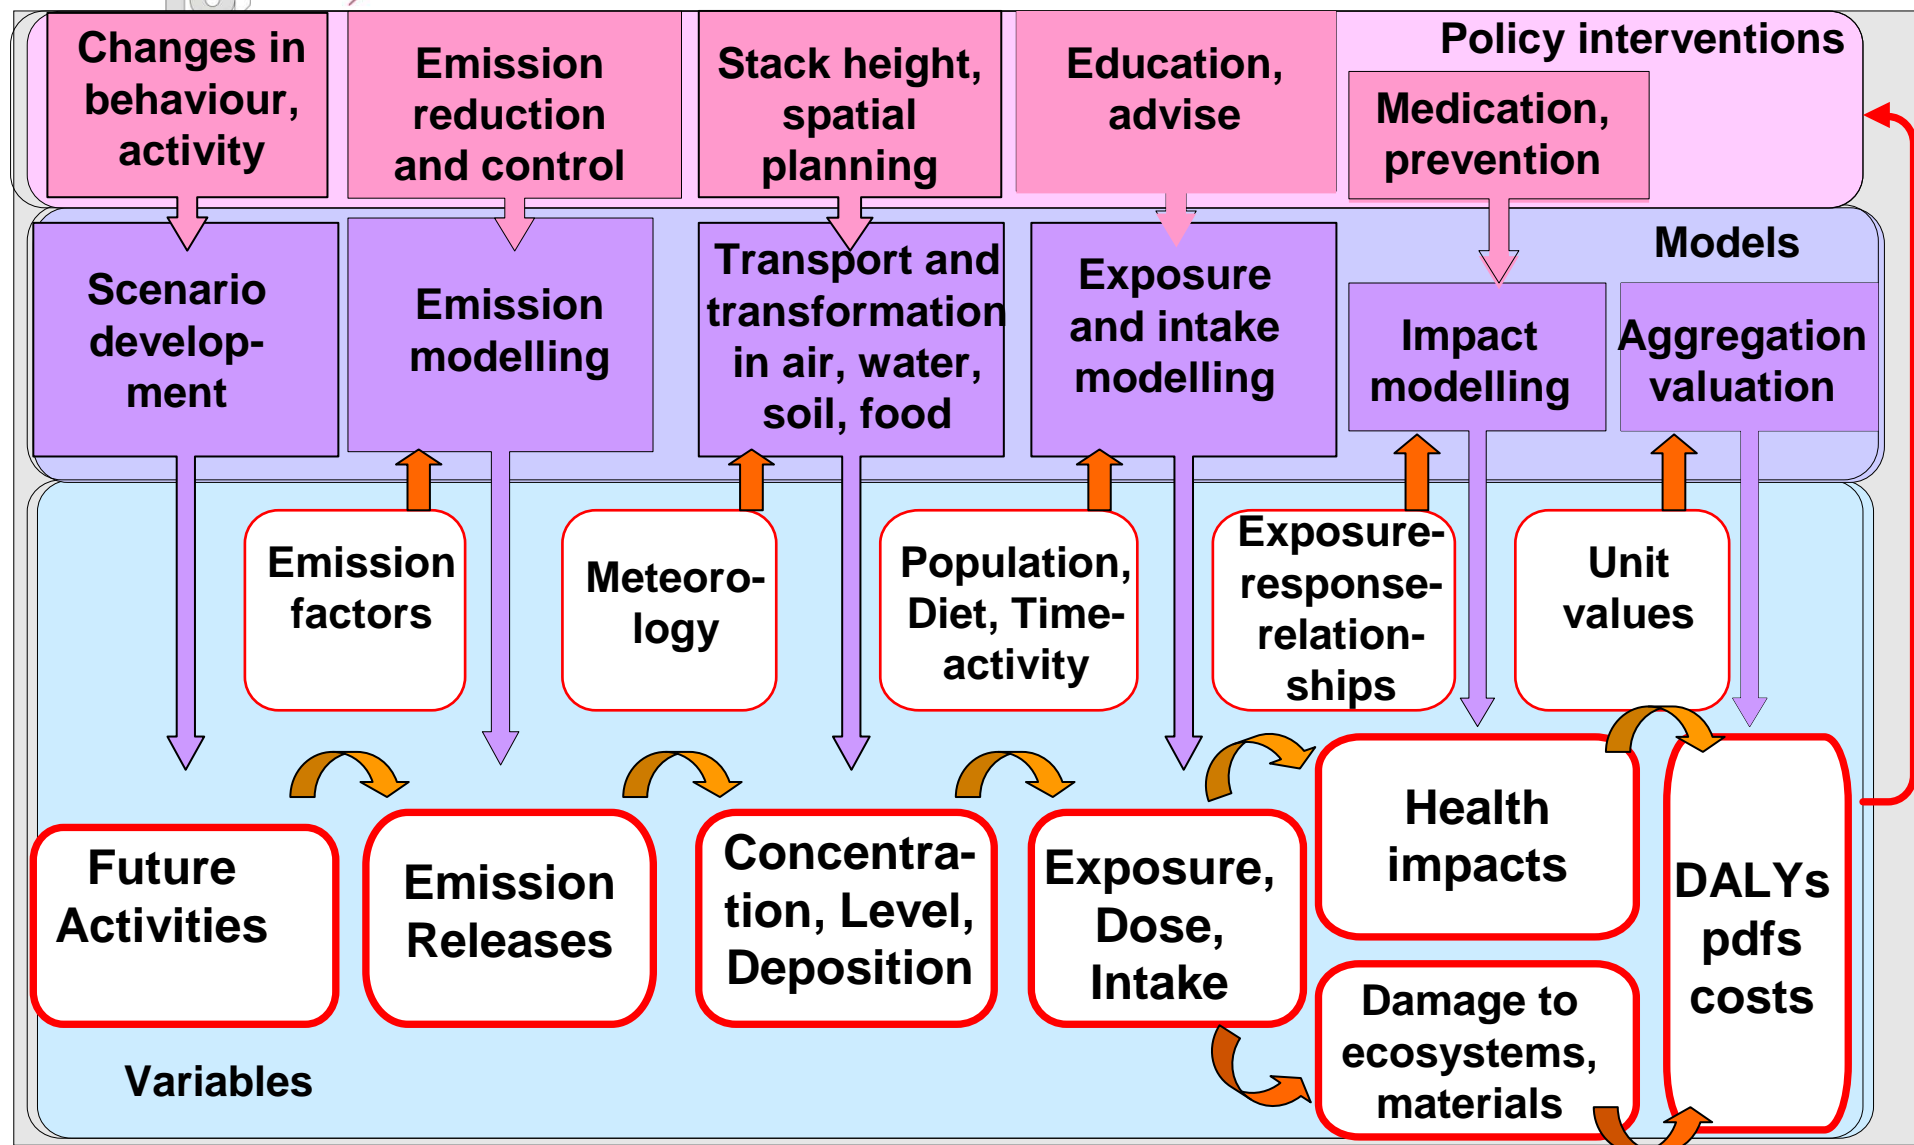 Policy interventions
Changes in
behaviour,
activity
Emission
reduction
and control
Stack height,
spatial
planning
Education,
advise
Medication,
prevention
Models
Scenario
develop-
ment
Emission
modelling
Transport and
transformation
in air, water,
soil, food
Exposure
and intake
modelling
Impact
modelling
Aggregation
valuation
Emission
factors
Meteoro-
logy
Population,
Diet, Time-
activity
Exposure-
response-
relation-
ships
Unit
values
Future
Activities
Emission
Releases
Concentra-
tion, Level,
Deposition
Exposure,
Dose,
Intake
Health
impacts
Damage to
ecosystems,
materials
DALYs
pdfs
costs
Variables